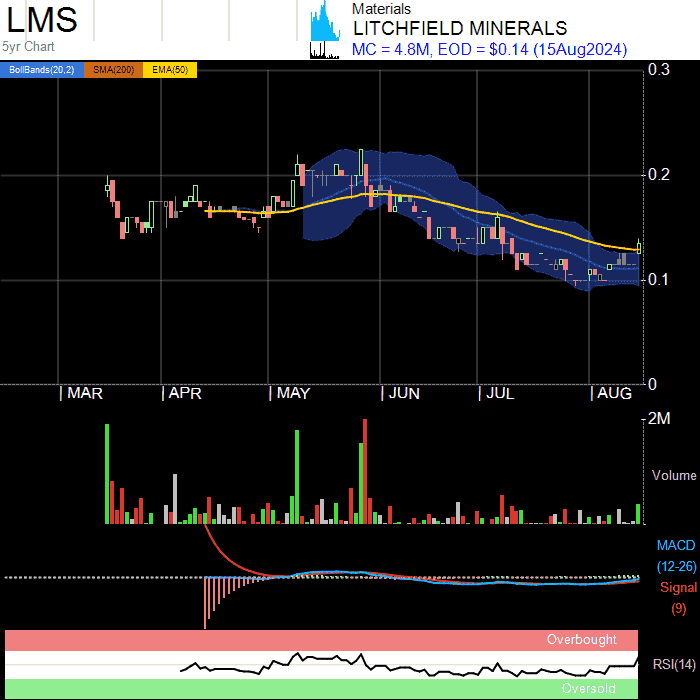 LMS
5yr Chart
Materials
LITCHFIELD MINERALS
MC = 4.8M, EOD = $0.14 (15Aug2024)
BollBands(20,2) SMA(200) EMA(50)
0.3
0.2
0.1
0
MAR APR MAY JUN JUL AUG
2M
Volume
MACD
(12-26)
Signal
(9)
Overbought
RSI(14)
Oversold